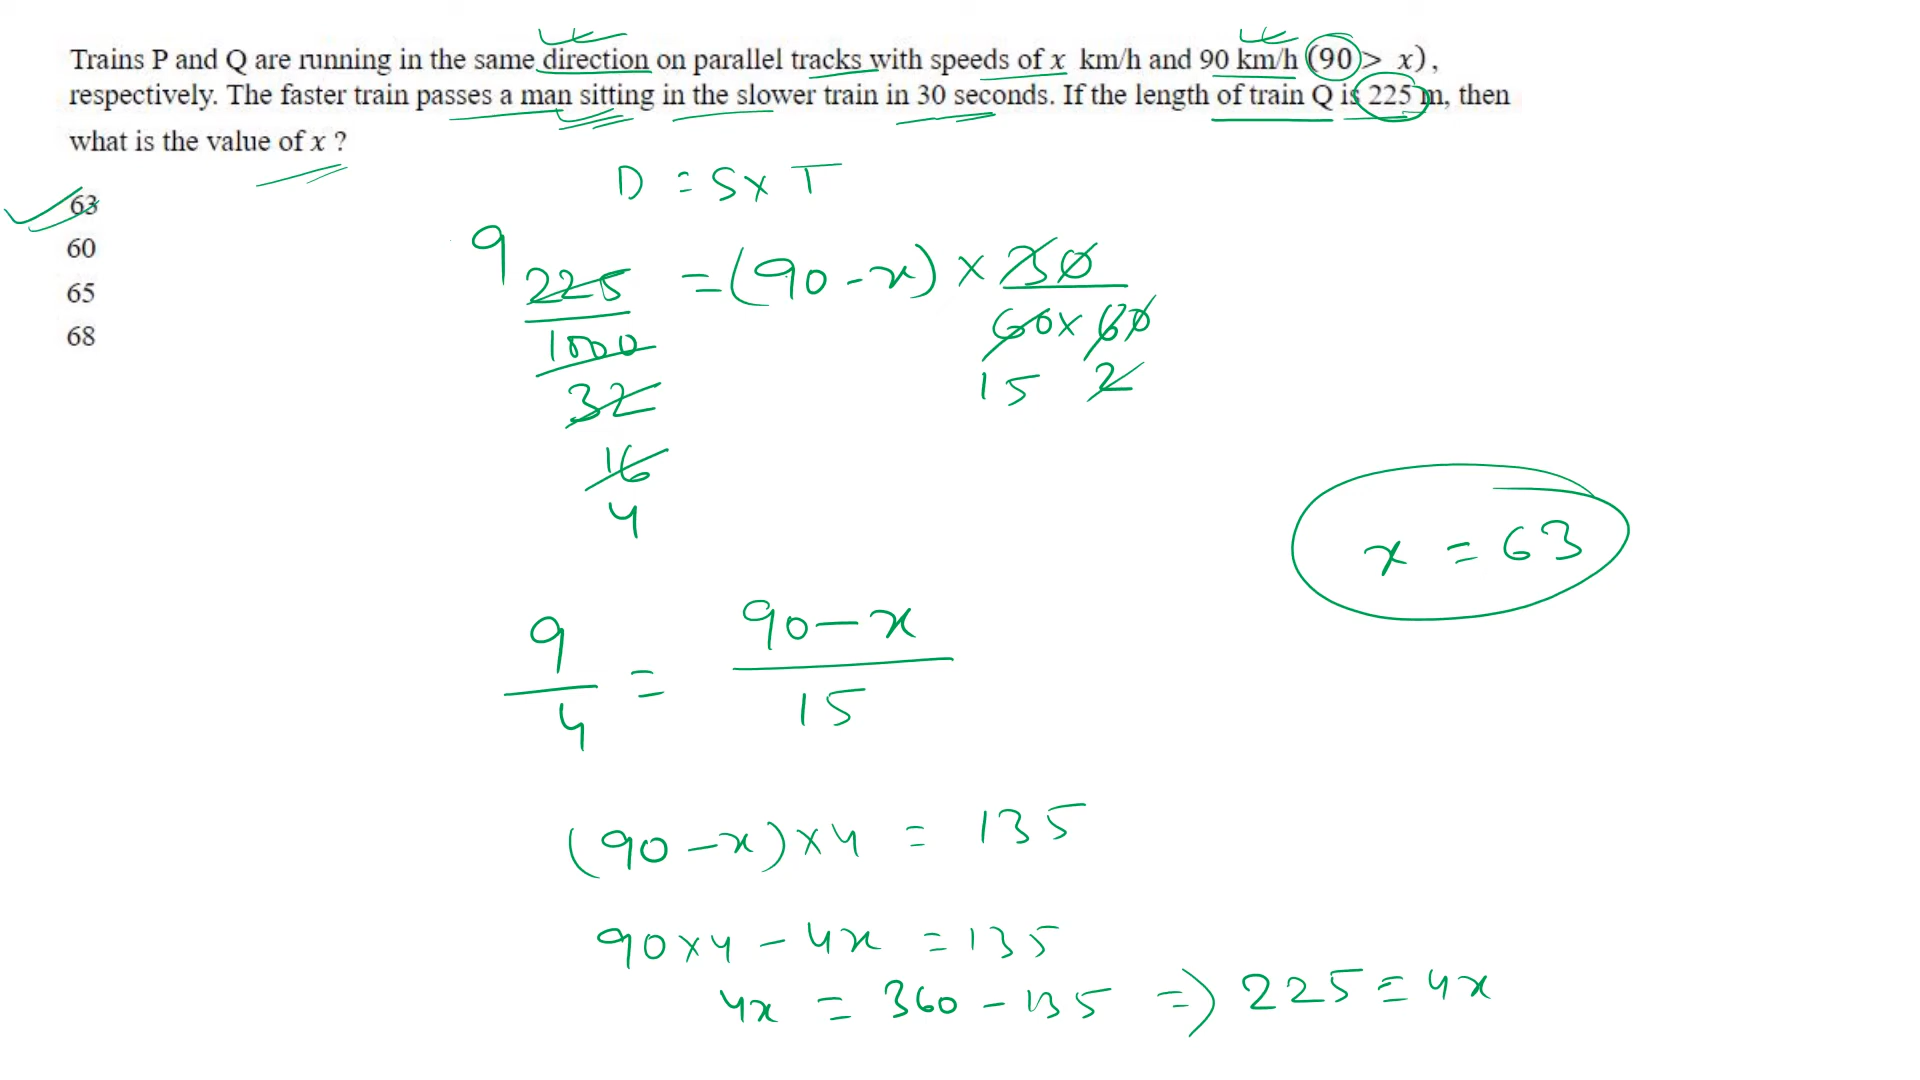 Trains P and Q are running in the same direction on parallel tracks with speeds of x km/h and 90 km/h (90 > x),
respectively. The faster train passes a man sitting in the slower train in 30 seconds. If the length of train Q is 225 m, then
what is the value of x ?
D = S x T
63
60
65
68
9
225 = (90 - x) x 30
1000 60 x 60
32 15 2
16
4
x = 63
9 = 90 - x
4 15
(90 - x) x 4 = 135
90 x 4 - 4x = 135
4x = 360 - 135 => 225 = 4x